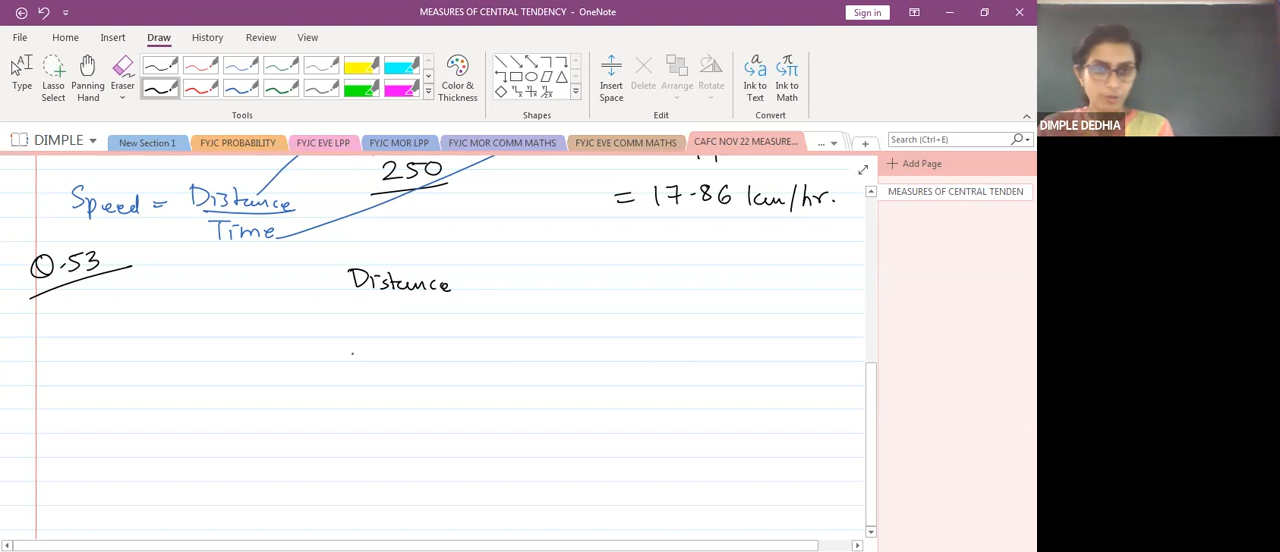 MEASURES OF CENTRAL TENDENCY - OneNote
Sign in
File Home Insert Draw History Review View
Type
Lasso Select
Panning Hand
Eraser
Color & Thickness
Insert Space
Delete
Arrange
Rotate
Ink to Text
Ink to Math
Tools
Shapes
Edit
Convert
DIMPLE
New Section 1
FYJC PROBABILITY
FYJC EVE LPP
FYJC MOR LPP
FYJC MOR COMM MATHS
FYJC EVE COMM MATHS
CAFC NOV 22 MEASURE...
Search (Ctrl+E)
Add Page
MEASURES OF CENTRAL TENDEN
DIMPLE DEDHIA
250
Speed = Distance
Time
= 17.86 km/hr.
Q.53
Distance